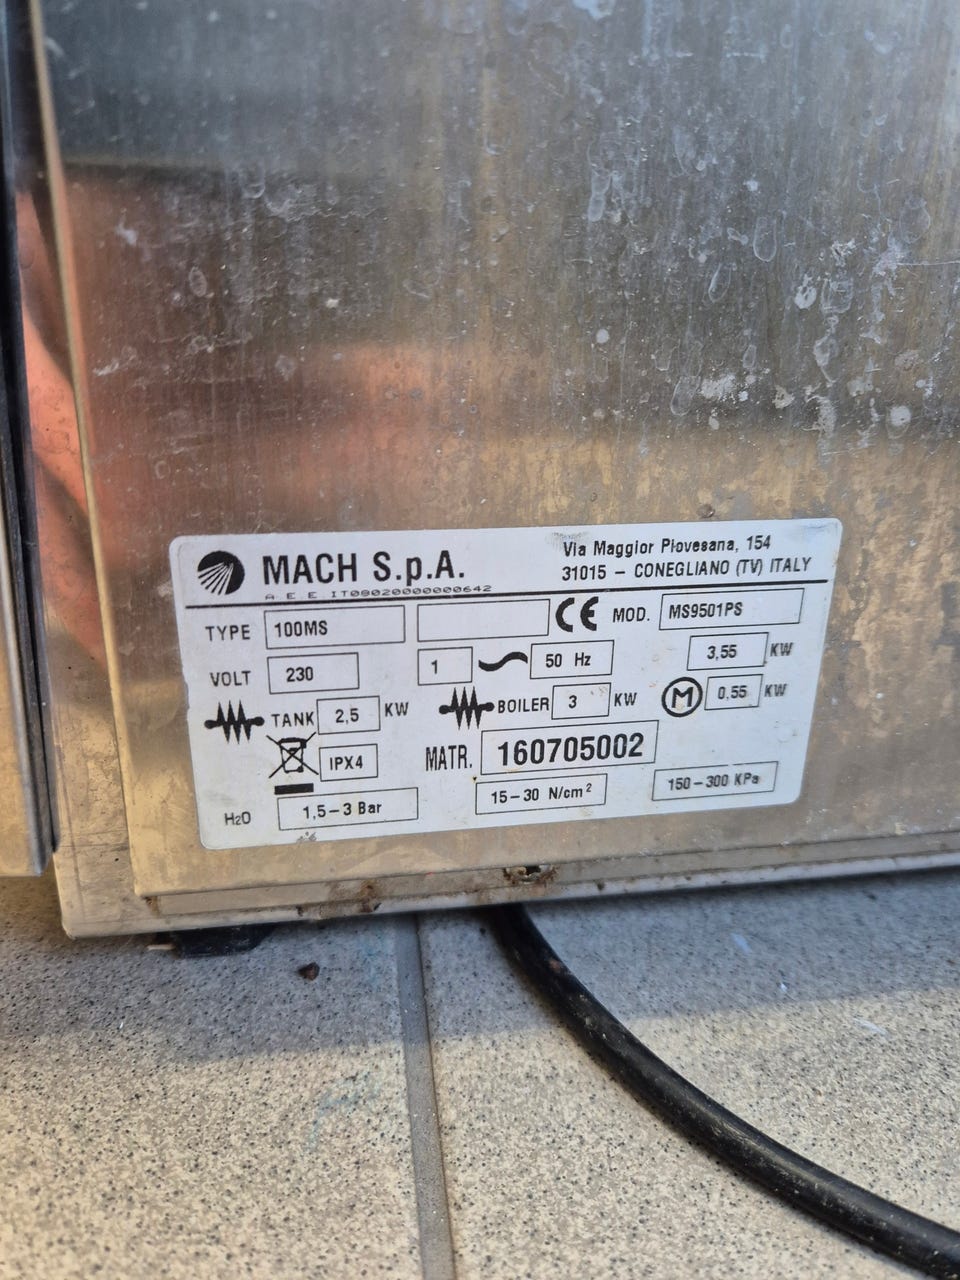 MACH S.p.A.
Via Maggior Piovesana, 154
31015 – CONEGLIANO (TV) ITALY
A.E.E. IT08020000000642
TYPE 100MS CE MOD. MS9501PS
VOLT 230 1 50 Hz 3,55 KW
TANK 2,5 KW BOILER 3 KW M 0.55 KW
IPX4 MATR. 160705002
H2O 1,5–3 Bar 15–30 N/cm² 150–300 KPa